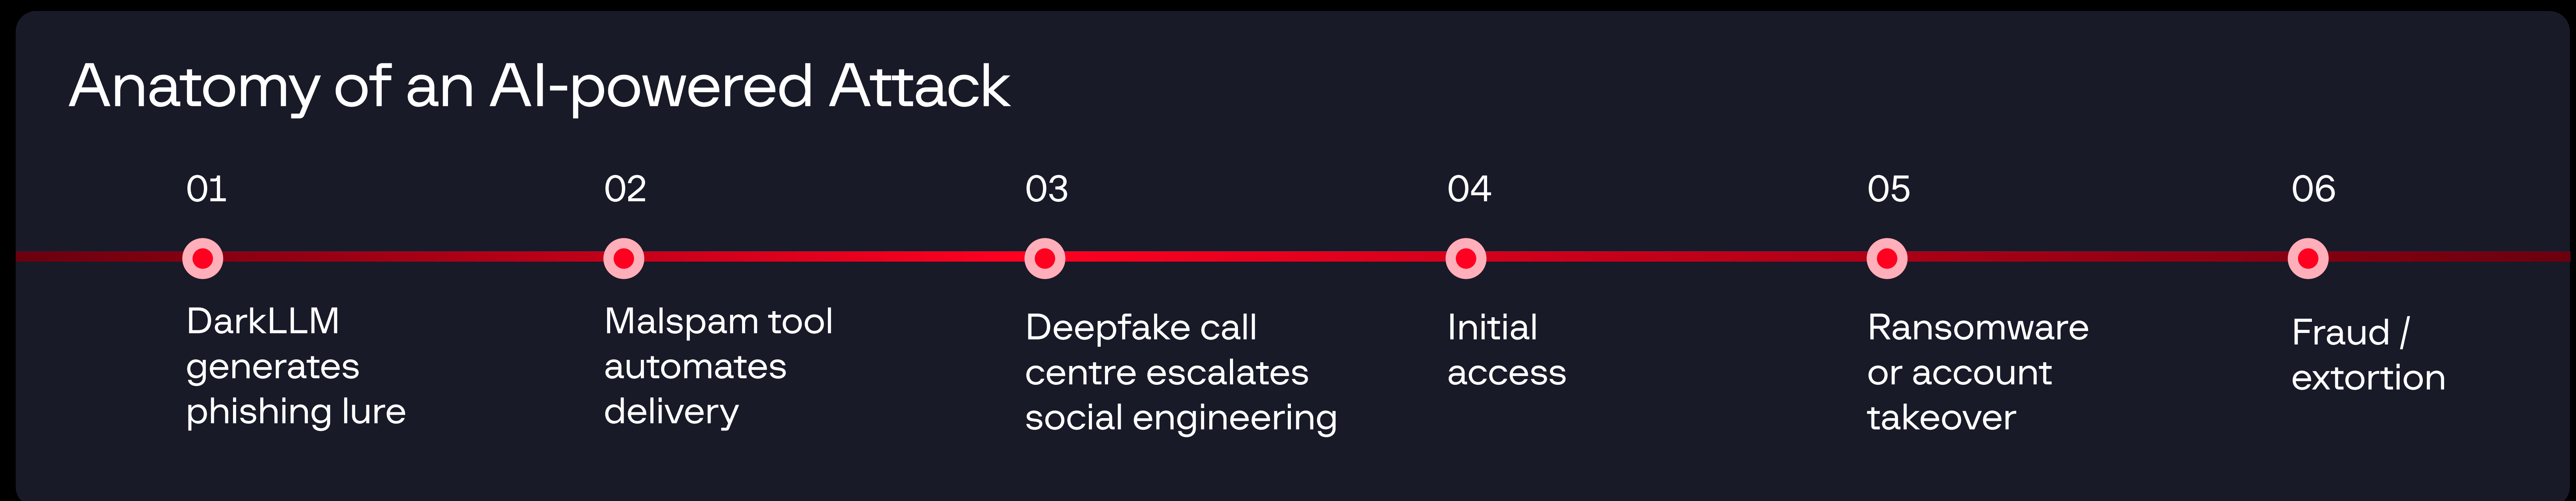 Anatomy of an AI-powered Attack
01
DarkLLM
generates
phishing lure
02
Malspam tool
automates
delivery
03
Deepfake call
centre escalates
social engineering
04
Initial
access
05
Ransomware
or account
takeover
06
Fraud /
extortion